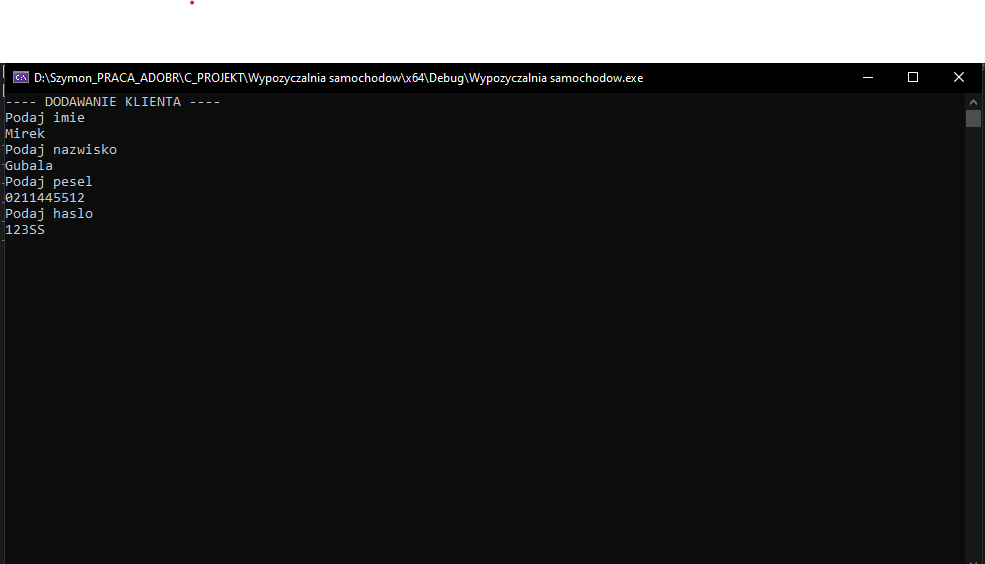 D:\Szymon_PRACA_ADOBR\C_PROJEKT\Wypozyczalnia samochodow\x64\Debug\Wypozyczalnia samochodow.exe
---- DODAWANIE KLIENTA ----
Podaj imie
Mirek
Podaj nazwisko
Gubala
Podaj pesel
0211445512
Podaj haslo
123SS